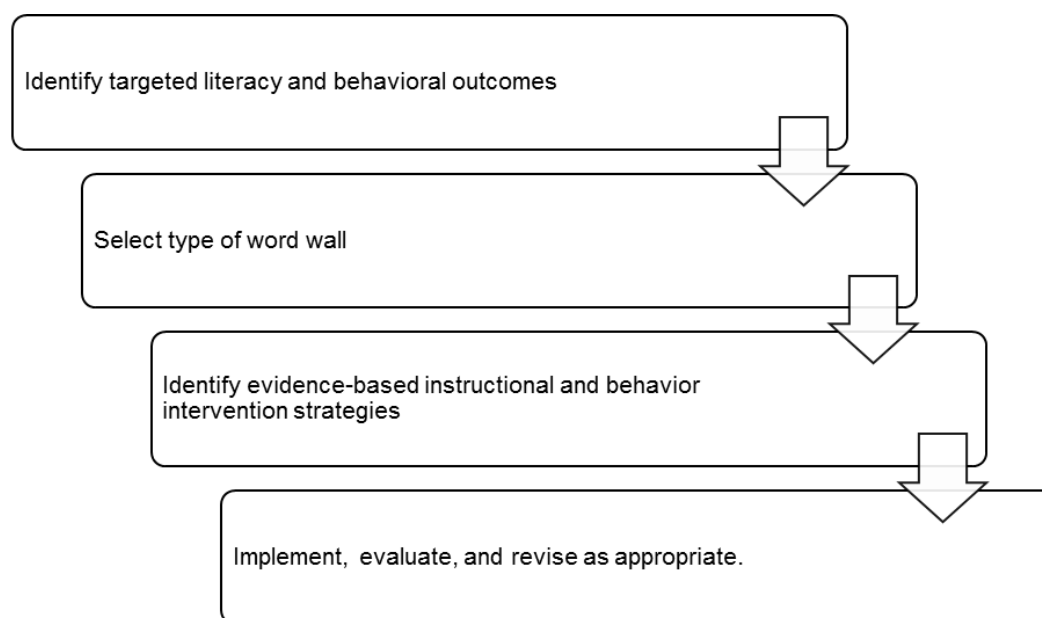 Identify targeted literacy and behavioral outcomes
Select type of word wall
Identify evidence-based instructional and behavior
intervention strategies
Implement, evaluate, and revise as appropriate.